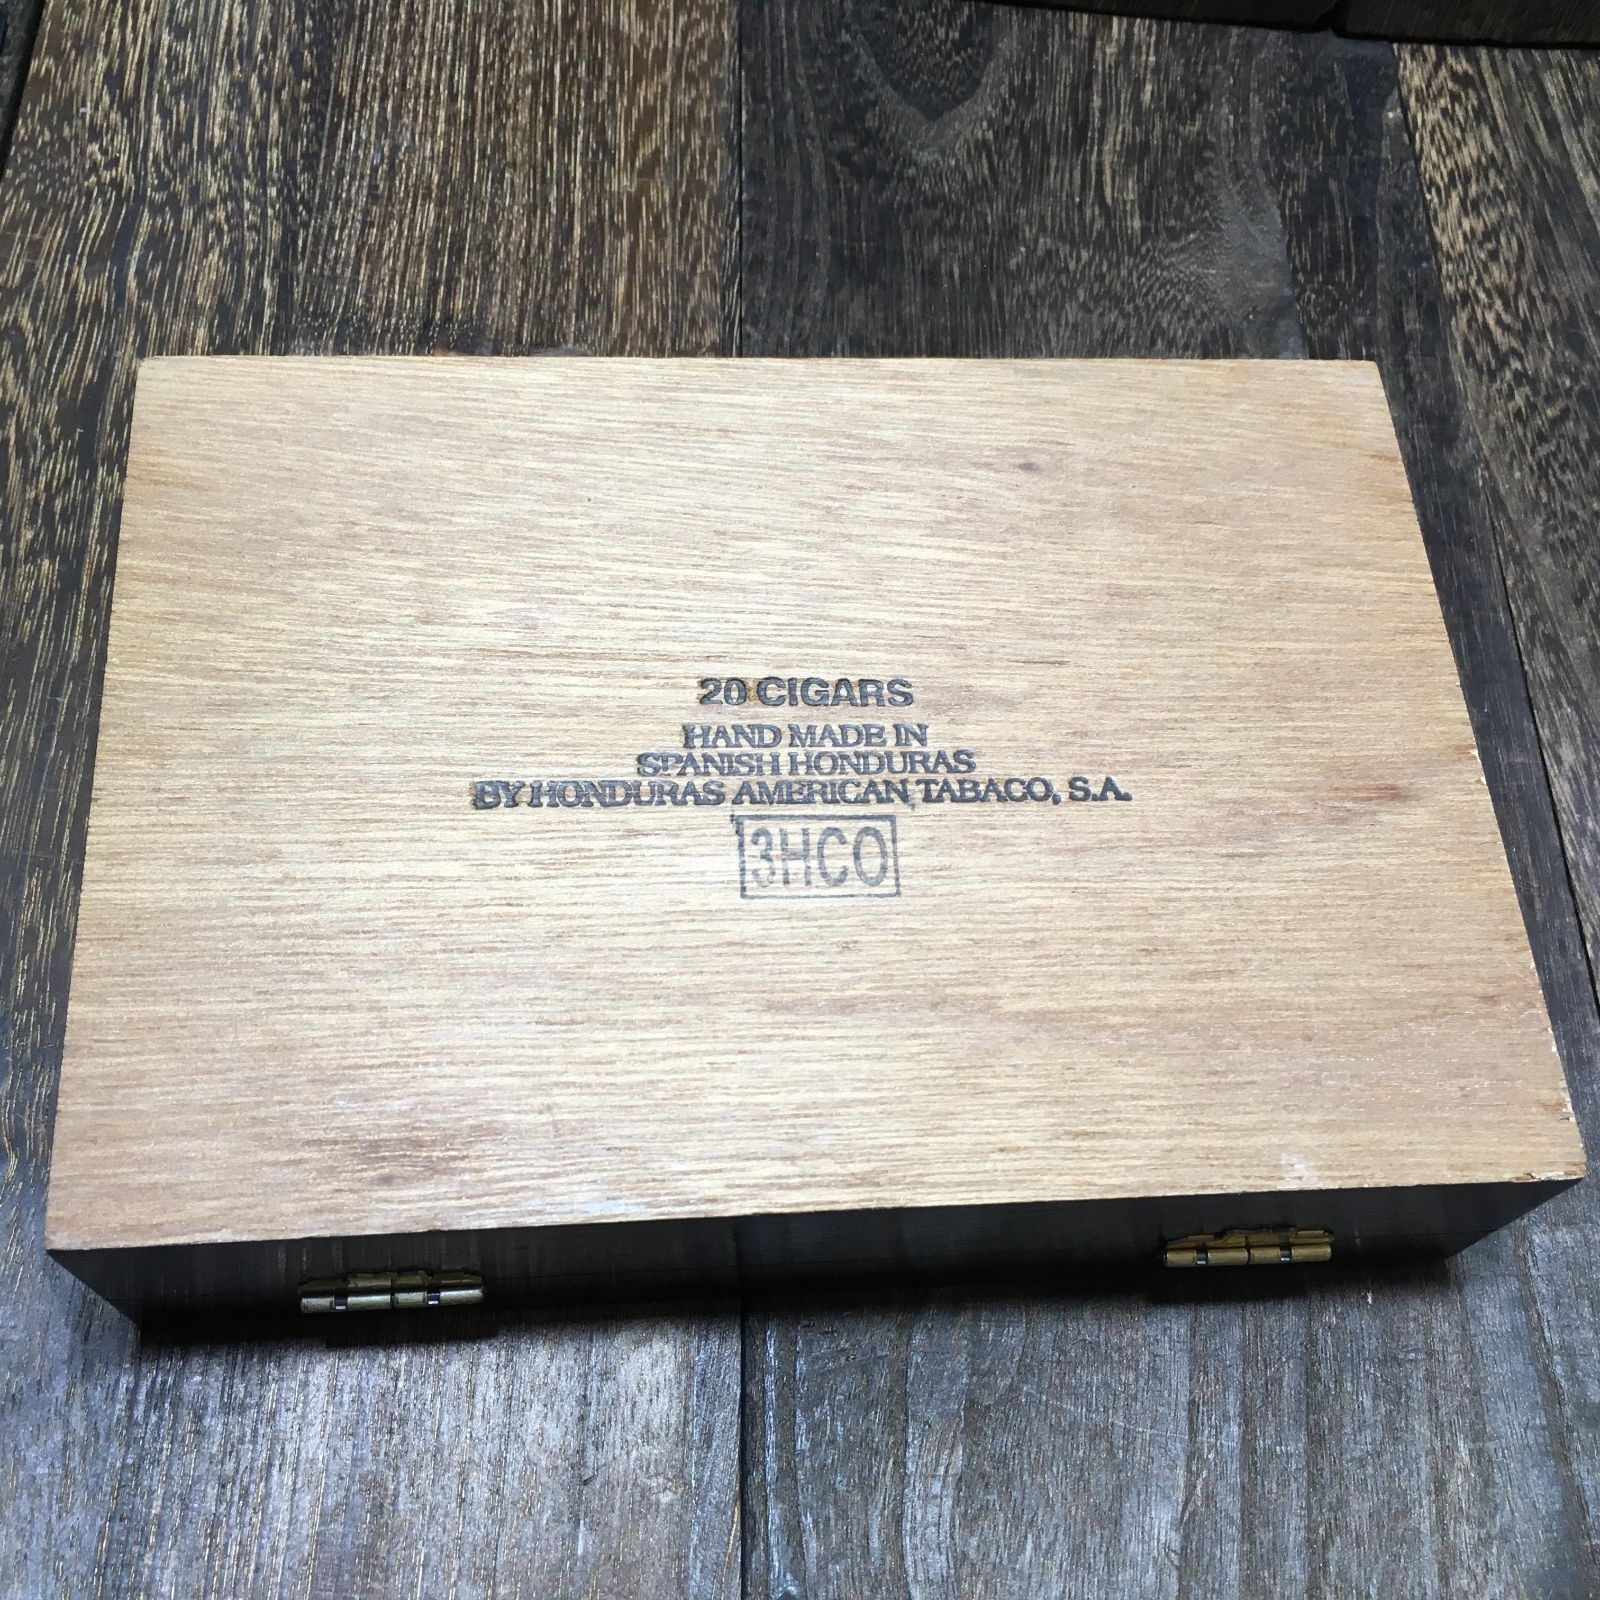 20 CIGARS
HAND MADE IN
SPANISH HONDURAS
BY HONDURAS AMERICAN TABACO, S.A.
3HCO